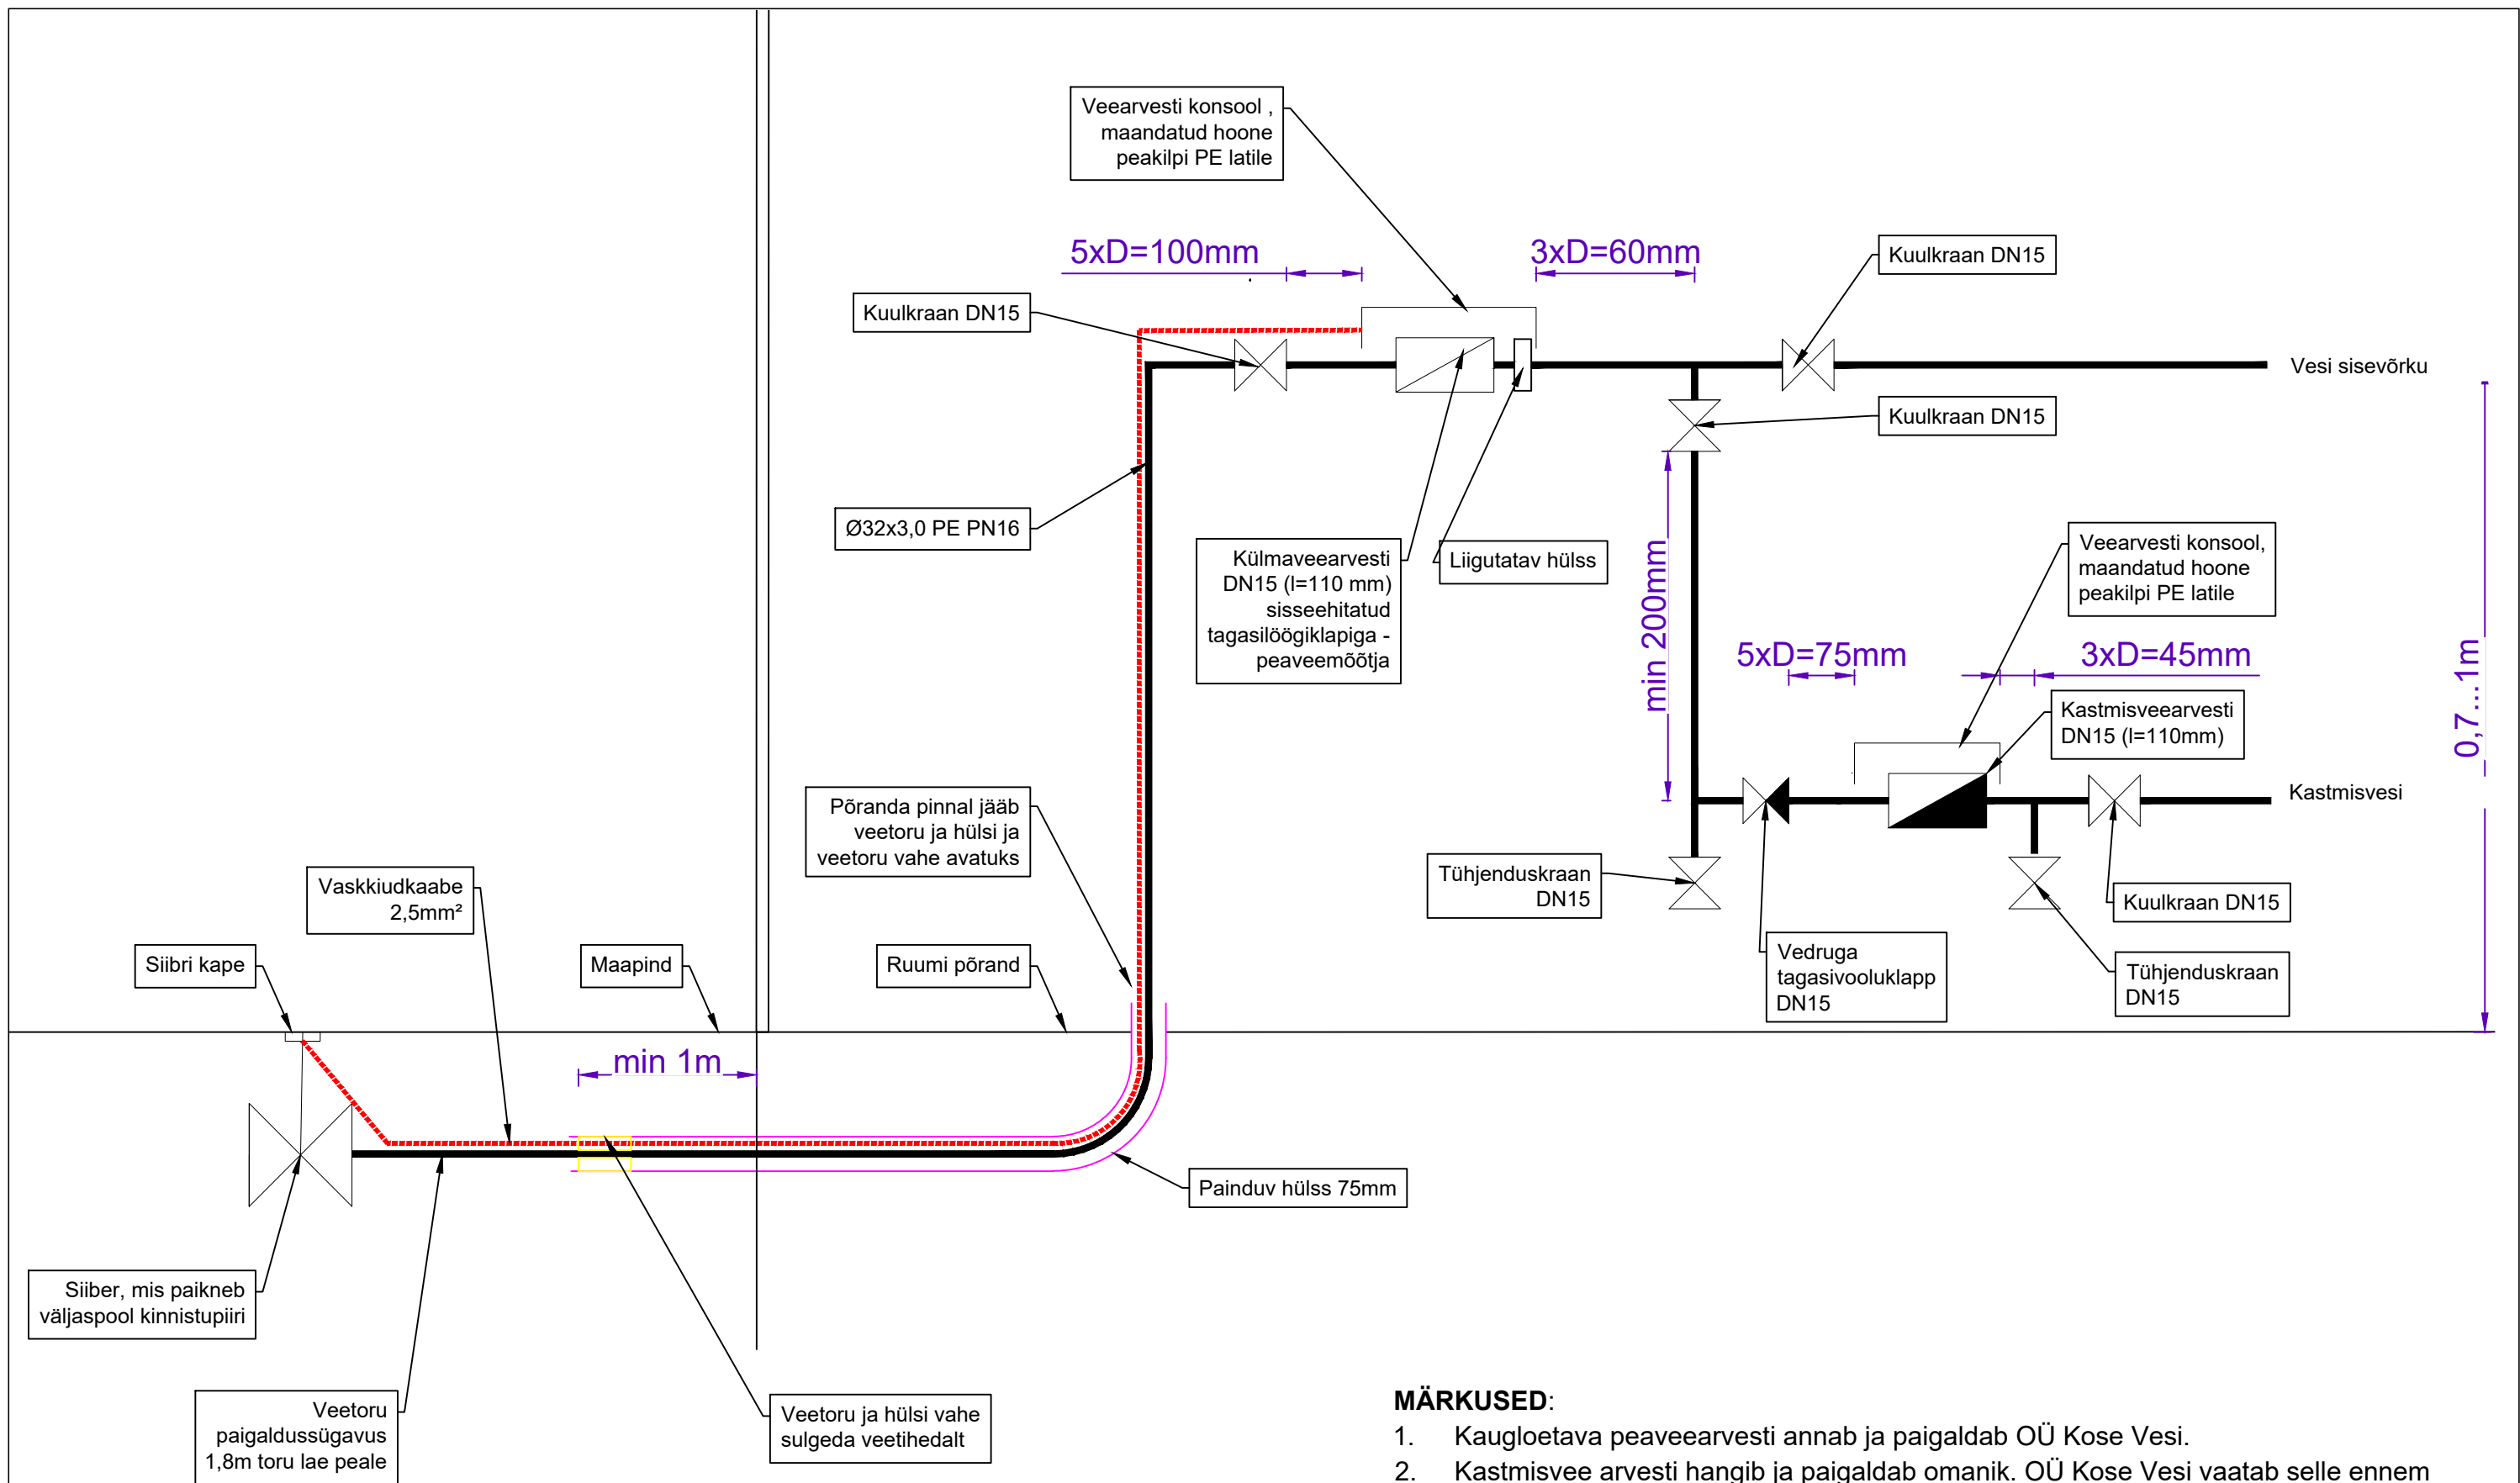 Veearvesti konsool ,
maandatud hoone
peakilpi PE latile
5xD=100mm
3xD=60mm
Kuulkraan DN15
Kuulkraan DN15
Vesi sisevõrku
Kuulkraan DN15
Ø32x3,0 PE PN16
Külmaveearvesti
DN15 (l=110 mm)
sisseehitatud
tagasilöögiklapiga -
peaveemõõtja
Liigutatav hülss
min 200mm
Veearvesti konsool,
maandatud hoone
peakilpi PE latile
5xD=75mm
3xD=45mm
0,7...1m
Kastmisveearvesti
DN15 (l=110mm)
Kastmisvesi
Põranda pinnal jääb
veetoru ja hülsi ja
veetoru vahe avatuks
Vaskkiudkaabe
2,5mm²
Tühjenduskraan
DN15
Kuulkraan DN15
Siibri kape
Maapind
Ruumi põrand
Vedruga
tagasivooluklapp
DN15
Tühjenduskraan
DN15
min 1m
Painduv hülss 75mm
Siiber, mis paikneb
väljaspool kinnistupiiri
Veetoru
paigaldussügavus
1,8m toru lae peale
Veetoru ja hülsi vahe
sulgeda veetihedalt
MÄRKUSED:
1. Kaugloetava peaveearvesti annab ja paigaldab OÜ Kose Vesi.
2. Kastmisvee arvesti hangib ja paigaldab omanik. OÜ Kose Vesi vaatab selle ennem